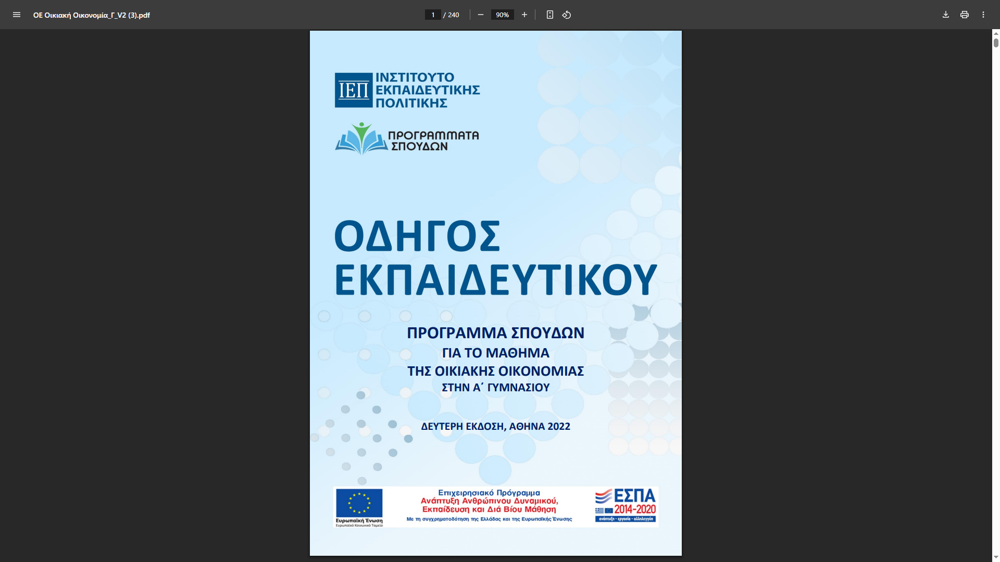 ΟΕ Οικιακή Οικονομία_Γ_V2 (3).pdf
1 / 240
90%
ΙΕΠ
ΙΝΣΤΙΤΟΥΤΟ
ΕΚΠΑΙΔΕΥΤΙΚΗΣ
ΠΟΛΙΤΙΚΗΣ
ΠΡΟΓΡΑΜΜΑΤΑ
ΣΠΟΥΔΩΝ
ΟΔΗΓΟΣ
ΕΚΠΑΙΔΕΥΤΙΚΟΥ
ΠΡΟΓΡΑΜΜΑ ΣΠΟΥΔΩΝ
ΓΙΑ ΤΟ ΜΑΘΗΜΑ
ΤΗΣ ΟΙΚΙΑΚΗΣ ΟΙΚΟΝΟΜΙΑΣ
ΣΤΗΝ Α΄ ΓΥΜΝΑΣΙΟΥ
ΔΕΥΤΕΡΗ ΕΚΔΟΣΗ, ΑΘΗΝΑ 2022
Ευρωπαϊκή Ένωση
Ευρωπαϊκό Κοινωνικό Ταμείο
Επιχειρησιακό Πρόγραμμα
Ανάπτυξη Ανθρώπινου Δυναμικού,
Εκπαίδευση και Διά Βίου Μάθηση
Με τη συγχρηματοδότηση της Ελλάδας και της Ευρωπαϊκής Ένωσης
ΕΣΠΑ
2014-2020
ανάπτυξη - εργασία - αλληλεγγύη